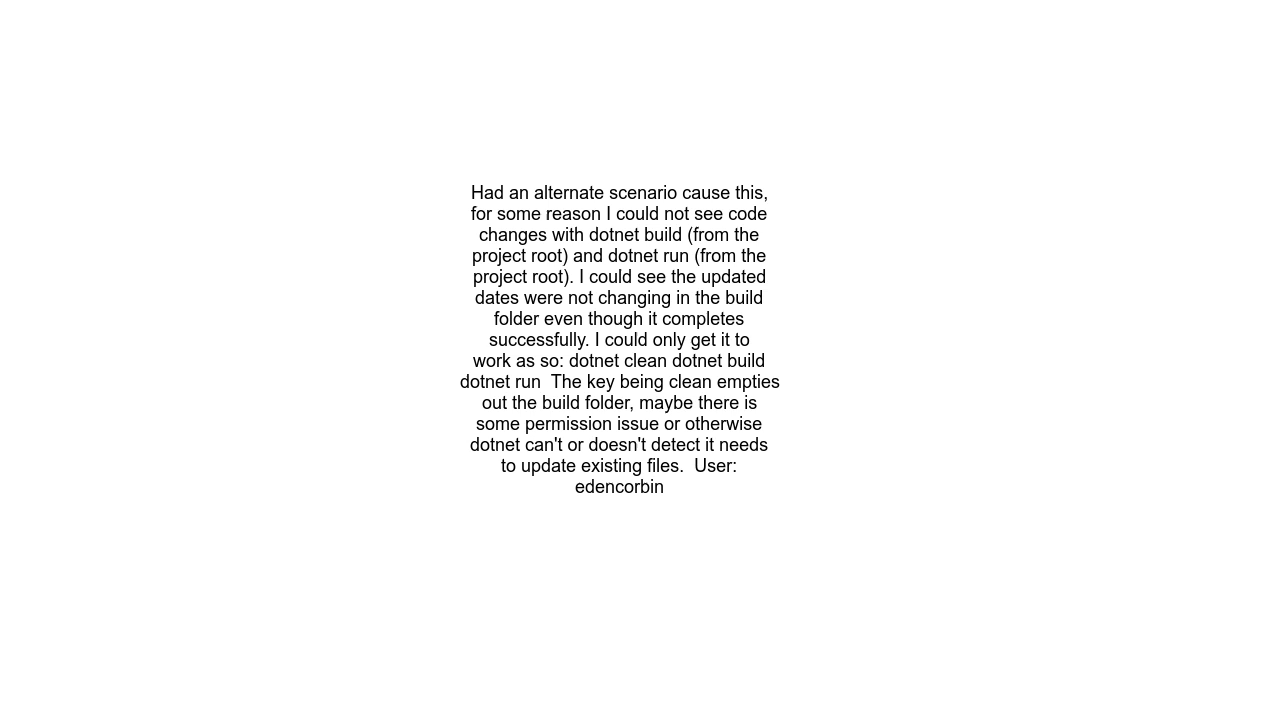 Had an alternate scenario cause this,
for some reason I could not see code
changes with dotnet build (from the
project root) and dotnet run (from the
project root). I could see the updated
dates were not changing in the build
folder even though it completes
successfully. I could only get it to
work as so: dotnet clean dotnet build
dotnet run  The key being clean empties
out the build folder, maybe there is
some permission issue or otherwise
dotnet can't or doesn't detect it needs
to update existing files.  User:
edencorbin